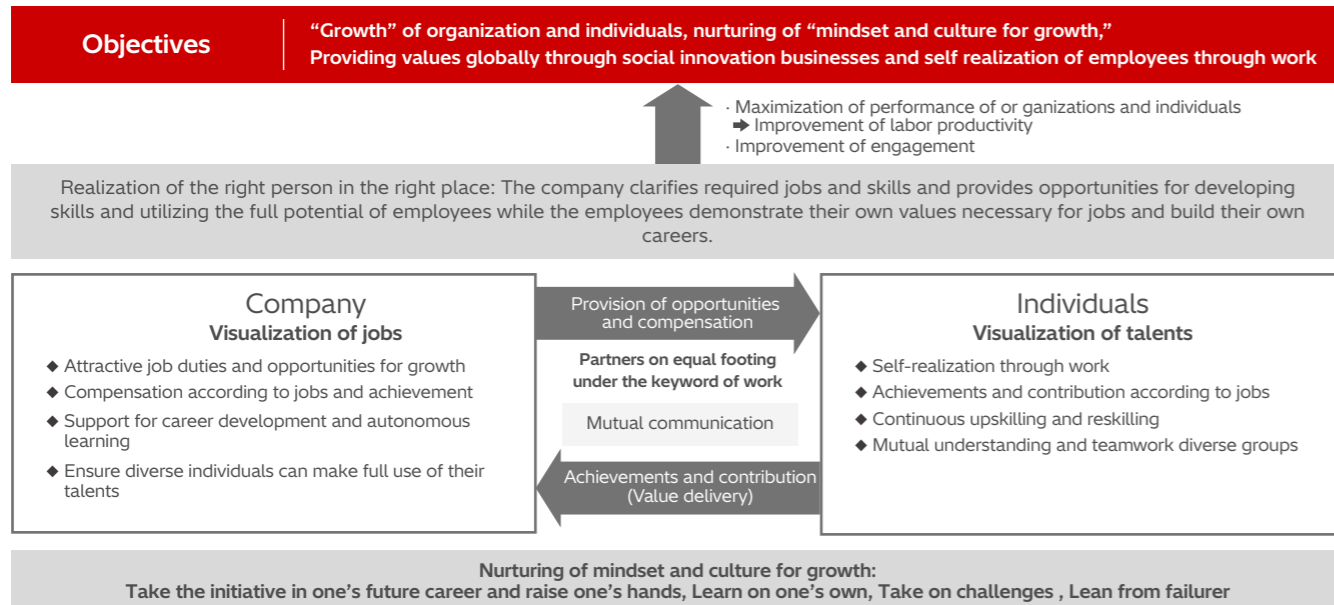 Objectives
“Growth” of organization and individuals, nurturing of “mindset and culture for growth,”
Providing values globally through social innovation businesses and self realization of employees through work
· Maximization of performance of or ganizations and individuals
➡ Improvement of labor productivity
· Improvement of engagement
Realization of the right person in the right place: The company clarifies required jobs and skills and provides opportunities for developing
skills and utilizing the full potential of employees while the employees demonstrate their own values necessary for jobs and build their own
careers.
Company
Visualization of jobs
◆ Attractive job duties and opportunities for growth
◆ Compensation according to jobs and achievement
◆ Support for career development and autonomous
learning
◆ Ensure diverse individuals can make full use of their
talents
Provision of opportunities
and compensation
Partners on equal footing
under the keyword of work
Mutual communication
Achievements and contribution
(Value delivery)
Individuals
Visualization of talents
◆ Self-realization through work
◆ Achievements and contribution according to jobs
◆ Continuous upskilling and reskilling
◆ Mutual understanding and teamwork diverse groups
Nurturing of mindset and culture for growth:
Take the initiative in one’s future career and raise one’s hands, Learn on one’s own, Take on challenges , Lean from failurer